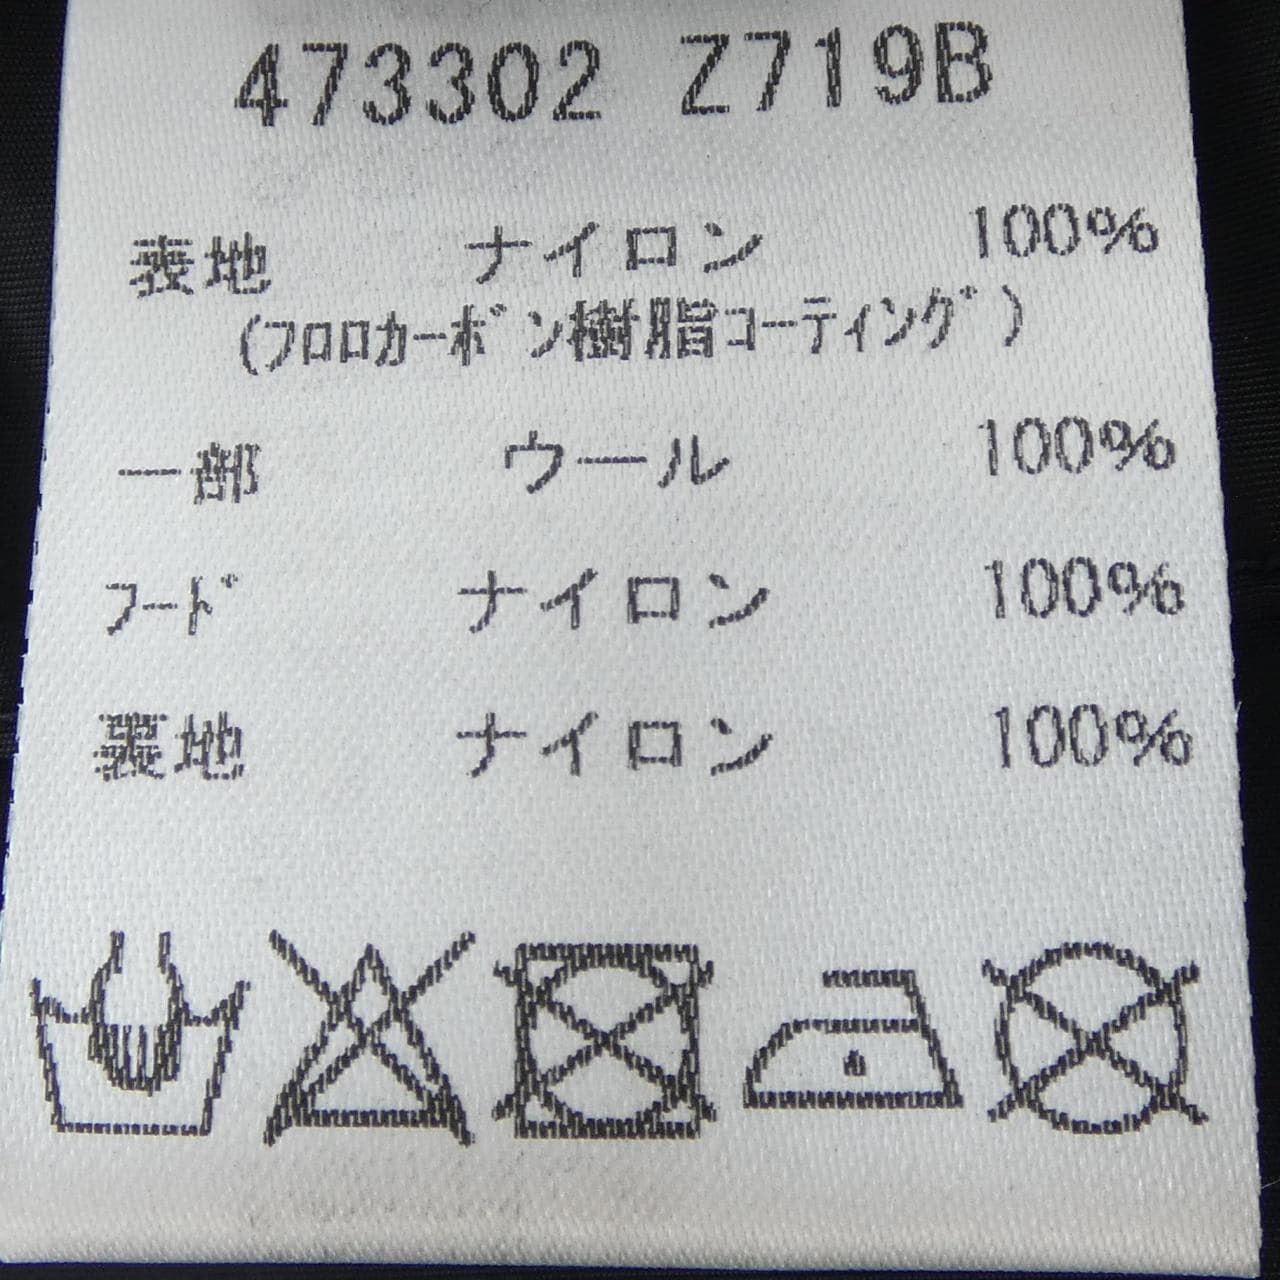 473302 Z719B
表地 ナイロン 100%
(フロロカーボン樹脂コーティング)
一部 ウール 100%
フード ナイロン 100%
裏地 ナイロン 100%